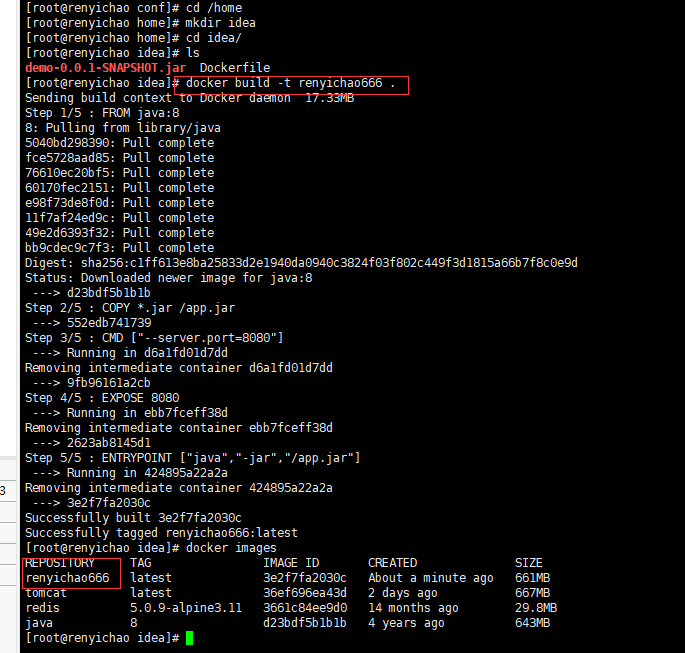 [root@renyichao conf]# cd /home
[root@renyichao home]# mkdir idea
[root@renyichao home]# cd idea/
[root@renyichao idea]# ls
demo-0.0.1-SNAPSHOT.jar  Dockerfile
[root@renyichao idea]# docker build -t renyichao666 .
Sending build context to Docker daemon  17.33MB
Step 1/5 : FROM java:8
8: Pulling from library/java
5040bd298390: Pull complete
fce5728aad85: Pull complete
76610ec20bf5: Pull complete
60170fec2151: Pull complete
e98f73de8f0d: Pull complete
11f7af24ed9c: Pull complete
49e2d6393f32: Pull complete
bb9cdec9c7f3: Pull complete
Digest: sha256:c1ff613e8ba25833d2e1940da0940c3824f03f802c449f3d1815a66b7f8c0e9d
Status: Downloaded newer image for java:8
 ---> d23bdf5b1b1b
Step 2/5 : COPY *.jar /app.jar
 ---> 552edb741739
Step 3/5 : CMD ["--server.port=8080"]
 ---> Running in d6a1fd01d7dd
Removing intermediate container d6a1fd01d7dd
 ---> 9fb96161a2cb
Step 4/5 : EXPOSE 8080
 ---> Running in ebb7fceff38d
Removing intermediate container ebb7fceff38d
 ---> 2623ab8145d1
Step 5/5 : ENTRYPOINT ["java","-jar","/app.jar"]
 ---> Running in 424895a22a2a
Removing intermediate container 424895a22a2a
3
 ---> 3e2f7fa2030c
Successfully built 3e2f7fa2030c
Successfully tagged renyichao666:latest
[root@renyichao idea]# docker images
REPOSITORY     TAG               IMAGE ID       CREATED              SIZE
renyichao666   latest            3e2f7fa2030c   About a minute ago   661MB
tomcat         latest            36ef696ea43d   2 days ago           667MB
redis          5.0.9-alpine3.11  3661c84ee9d0   14 months ago        29.8MB
java           8                 d23bdf5b1b1b   4 years ago          643MB
[root@renyichao idea]#